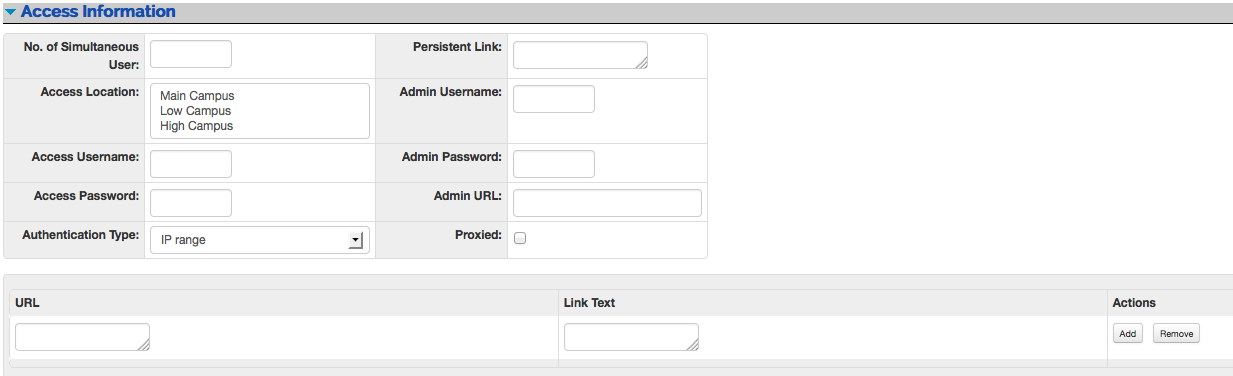 Access Information
No. of Simultaneous
User:
Persistent Link:
Access Location:
Main Campus
Low Campus
High Campus
Admin Username:
Access Username:
Admin Password:
Access Password:
Admin URL:
Authentication Type:
IP range
Proxied:
URL
Link Text
Actions
Add
Remove